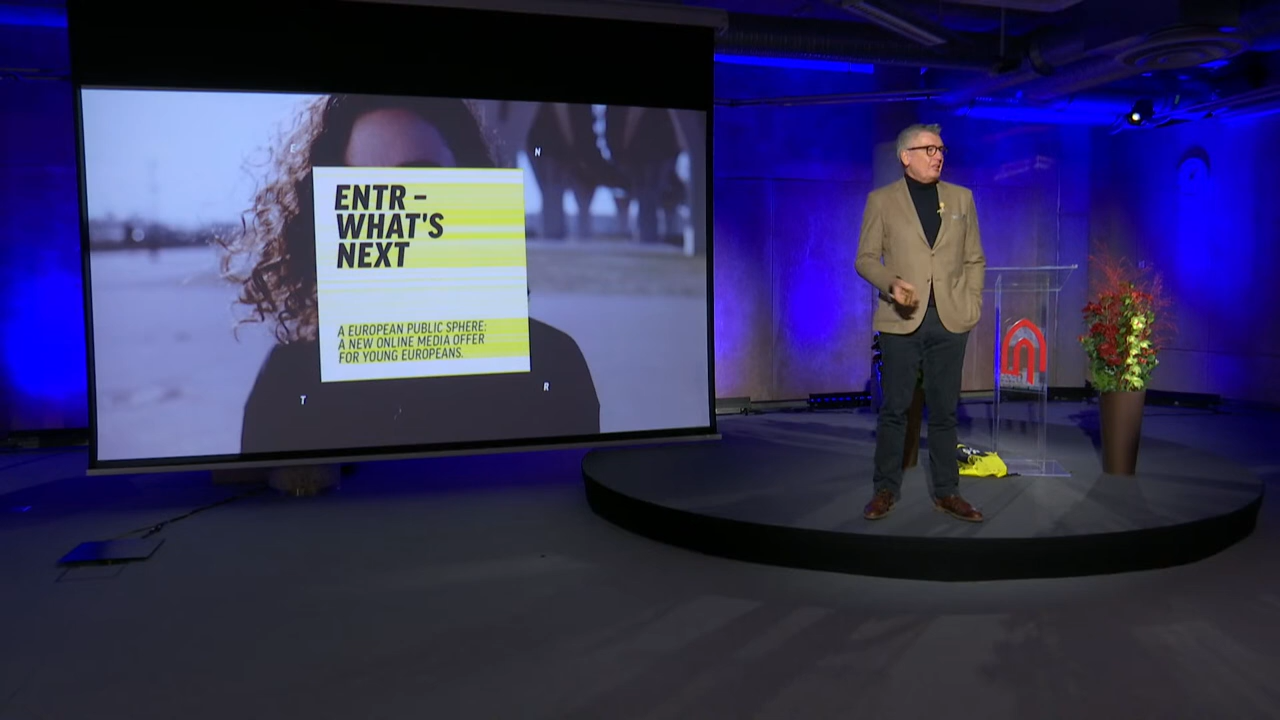 E
N
ENTR –
WHAT'S
NEXT
A EUROPEAN PUBLIC SPHERE:
A NEW ONLINE MEDIA OFFER
FOR YOUNG EUROPEANS.
T
R